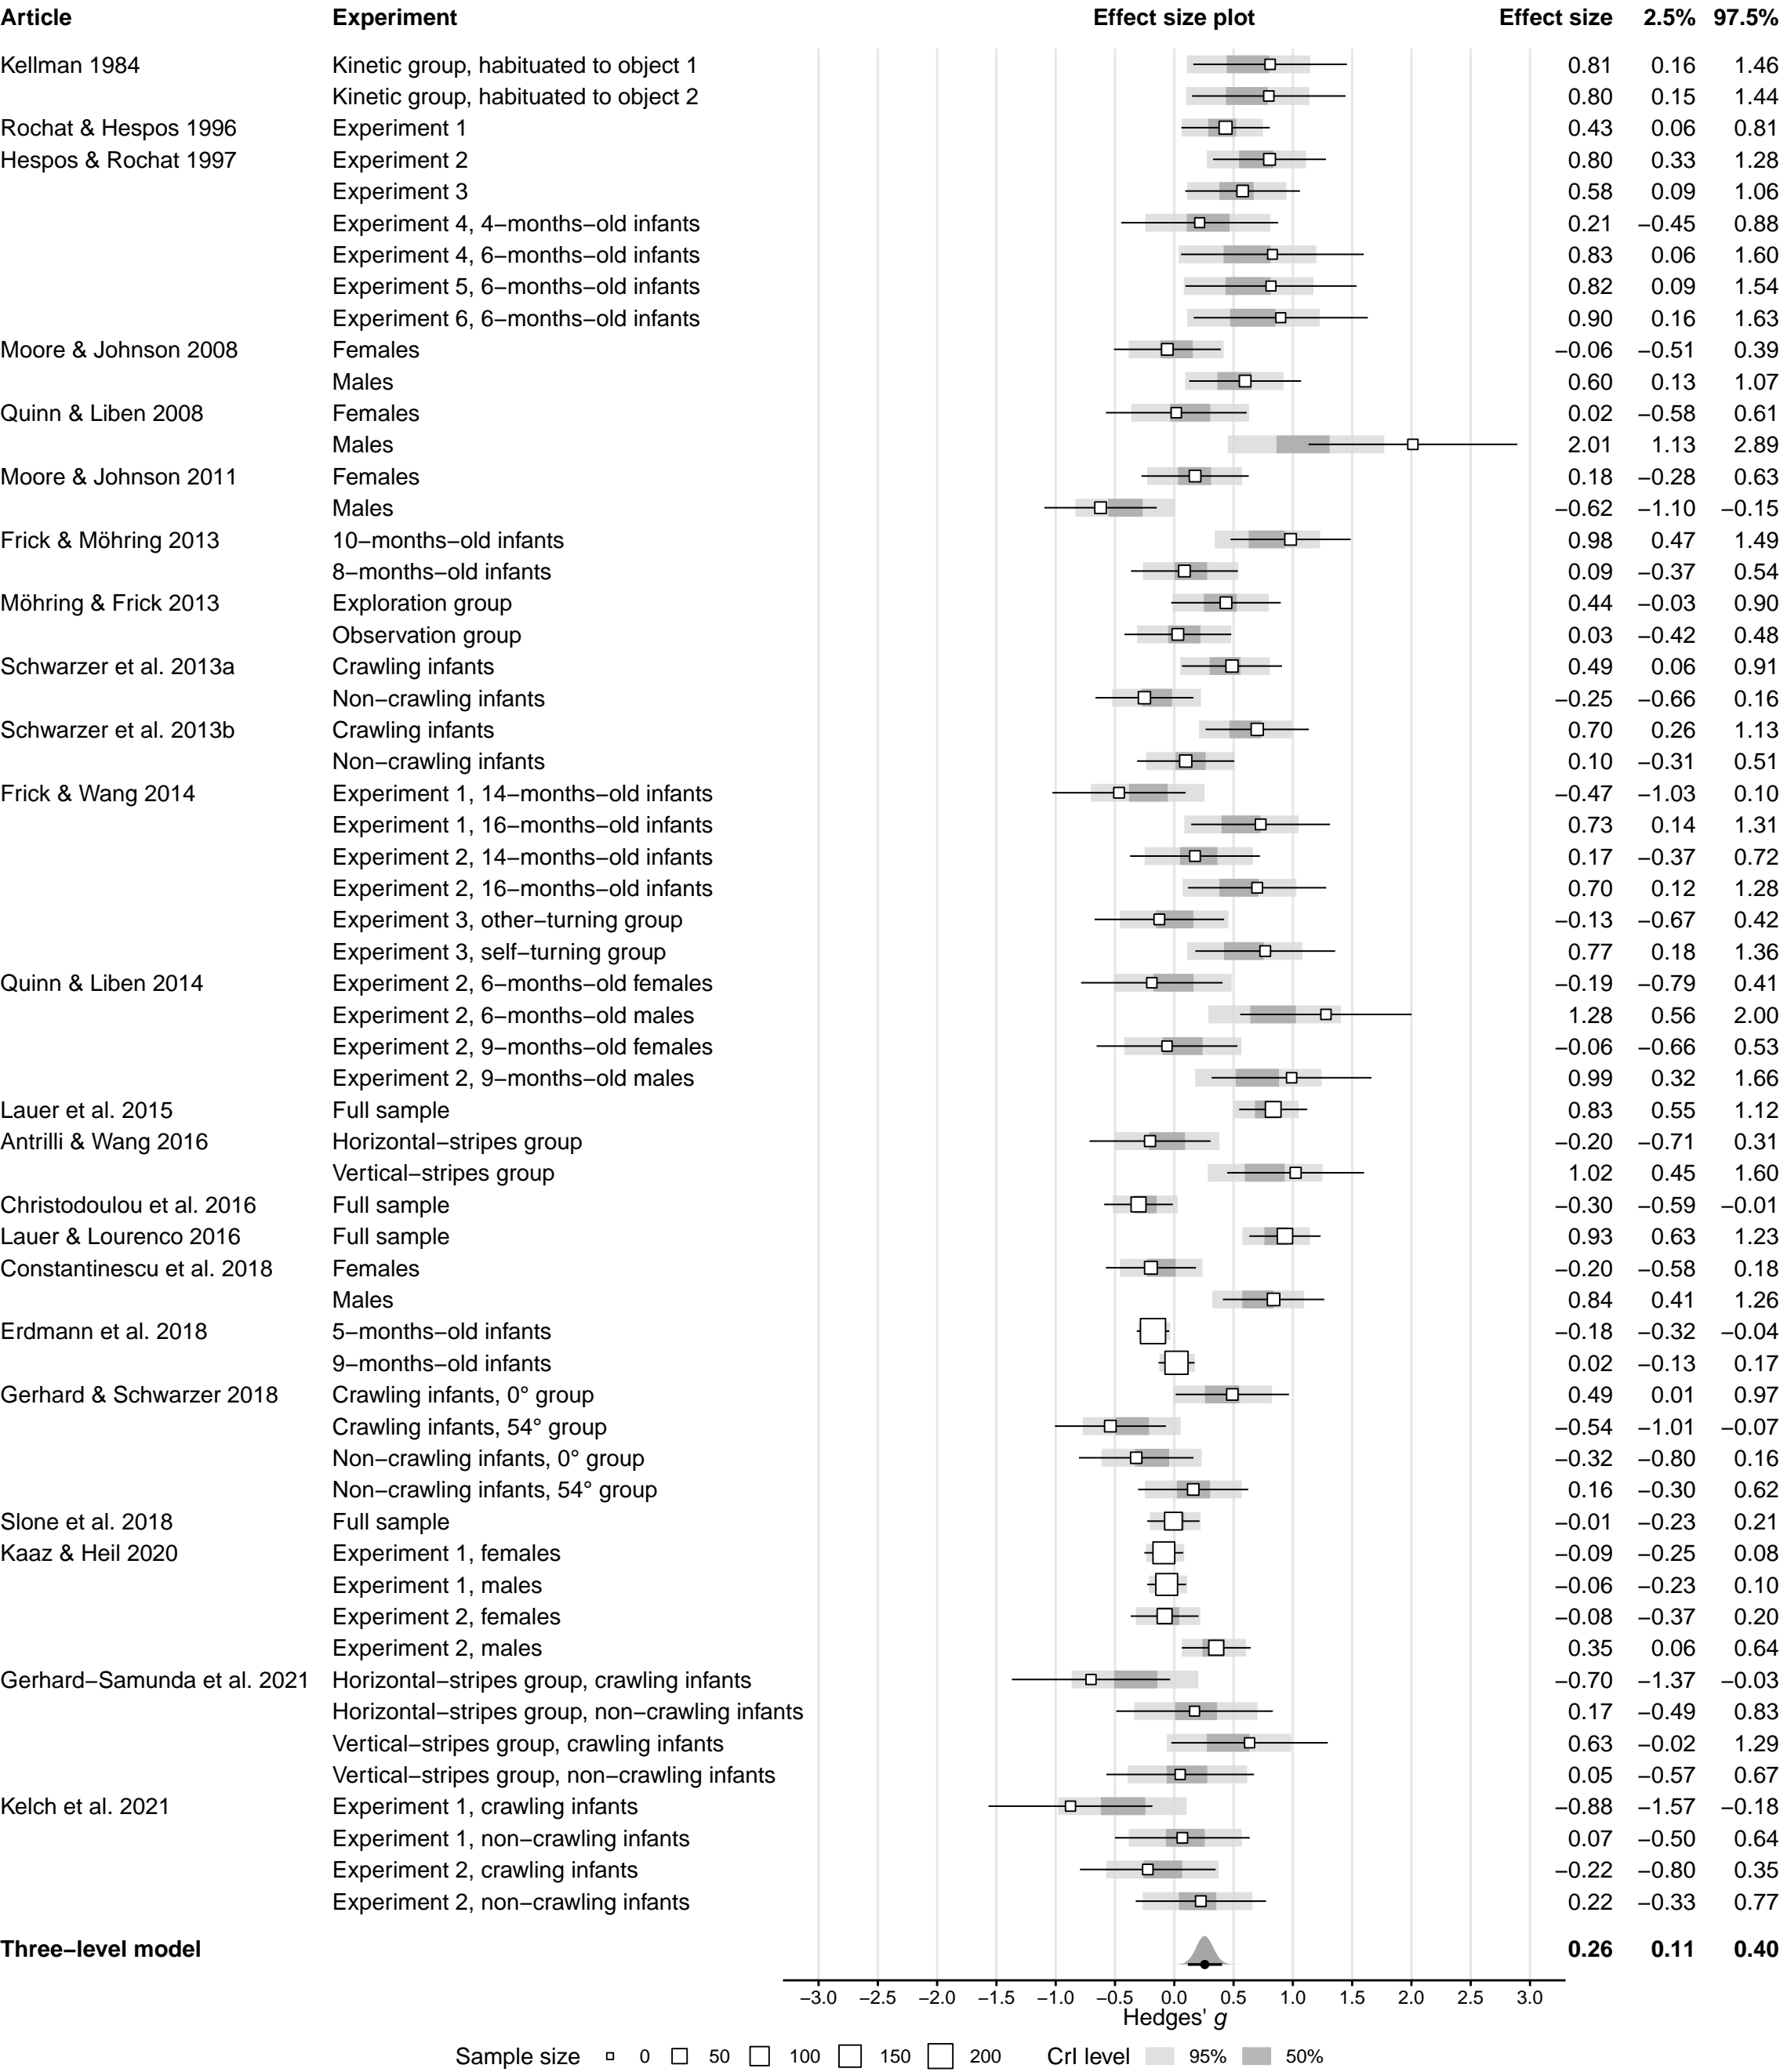 Article Experiment Effect size plot Effect size 2.5% 97.5%
Kellman 1984 Kinetic group, habituated to object 1 0.81 0.16 1.46
Kinetic group, habituated to object 2 0.80 0.15 1.44
Rochat & Hespos 1996 Experiment 1 0.43 0.06 0.81
Hespos & Rochat 1997 Experiment 2 0.80 0.33 1.28
Experiment 3 0.58 0.09 1.06
Experiment 4, 4−months−old infants 0.21 −0.45 0.88
Experiment 4, 6−months−old infants 0.83 0.06 1.60
Experiment 5, 6−months−old infants 0.82 0.09 1.54
Experiment 6, 6−months−old infants 0.90 0.16 1.63
Moore & Johnson 2008 Females −0.06 −0.51 0.39
Males 0.60 0.13 1.07
Quinn & Liben 2008 Females 0.02 −0.58 0.61
Males 2.01 1.13 2.89
Moore & Johnson 2011 Females 0.18 −0.28 0.63
Males −0.62 −1.10 −0.15
Frick & Möhring 2013 10−months−old infants 0.98 0.47 1.49
8−months−old infants 0.09 −0.37 0.54
Möhring & Frick 2013 Exploration group 0.44 −0.03 0.90
Observation group 0.03 −0.42 0.48
Schwarzer et al. 2013a Crawling infants 0.49 0.06 0.91
Non−crawling infants −0.25 −0.66 0.16
Schwarzer et al. 2013b Crawling infants 0.70 0.26 1.13
Non−crawling infants 0.10 −0.31 0.51
Frick & Wang 2014 Experiment 1, 14−months−old infants −0.47 −1.03 0.10
Experiment 1, 16−months−old infants 0.73 0.14 1.31
Experiment 2, 14−months−old infants 0.17 −0.37 0.72
Experiment 2, 16−months−old infants 0.70 0.12 1.28
Experiment 3, other−turning group −0.13 −0.67 0.42
Experiment 3, self−turning group 0.77 0.18 1.36
Quinn & Liben 2014 Experiment 2, 6−months−old females −0.19 −0.79 0.41
Experiment 2, 6−months−old males 1.28 0.56 2.00
Experiment 2, 9−months−old females −0.06 −0.66 0.53
Experiment 2, 9−months−old males 0.99 0.32 1.66
Lauer et al. 2015 Full sample 0.83 0.55 1.12
Antrilli & Wang 2016 Horizontal−stripes group −0.20 −0.71 0.31
Vertical−stripes group 1.02 0.45 1.60
Christodoulou et al. 2016 Full sample −0.30 −0.59 −0.01
Lauer & Lourenco 2016 Full sample 0.93 0.63 1.23
Constantinescu et al. 2018 Females −0.20 −0.58 0.18
Males 0.84 0.41 1.26
Erdmann et al. 2018 5−months−old infants −0.18 −0.32 −0.04
9−months−old infants 0.02 −0.13 0.17
Gerhard & Schwarzer 2018 Crawling infants, 0° group 0.49 0.01 0.97
Crawling infants, 54° group −0.54 −1.01 −0.07
Non−crawling infants, 0° group −0.32 −0.80 0.16
Non−crawling infants, 54° group 0.16 −0.30 0.62
Slone et al. 2018 Full sample −0.01 −0.23 0.21
Kaaz & Heil 2020 Experiment 1, females −0.09 −0.25 0.08
Experiment 1, males −0.06 −0.23 0.10
Experiment 2, females −0.08 −0.37 0.20
Experiment 2, males 0.35 0.06 0.64
Gerhard−Samunda et al. 2021 Horizontal−stripes group, crawling infants −0.70 −1.37 −0.03
Horizontal−stripes group, non−crawling infants 0.17 −0.49 0.83
Vertical−stripes group, crawling infants 0.63 −0.02 1.29
Vertical−stripes group, non−crawling infants 0.05 −0.57 0.67
Kelch et al. 2021 Experiment 1, crawling infants −0.88 −1.57 −0.18
Experiment 1, non−crawling infants 0.07 −0.50 0.64
Experiment 2, crawling infants −0.22 −0.80 0.35
Experiment 2, non−crawling infants 0.22 −0.33 0.77
Three−level model 0.26 0.11 0.40
−3.0 −2.5 −2.0 −1.5 −1.0 −0.5 0.0 0.5 1.0 1.5 2.0 2.5 3.0
Hedges' g
Sample size 0 50 100 150 200 CrI level 95% 50%